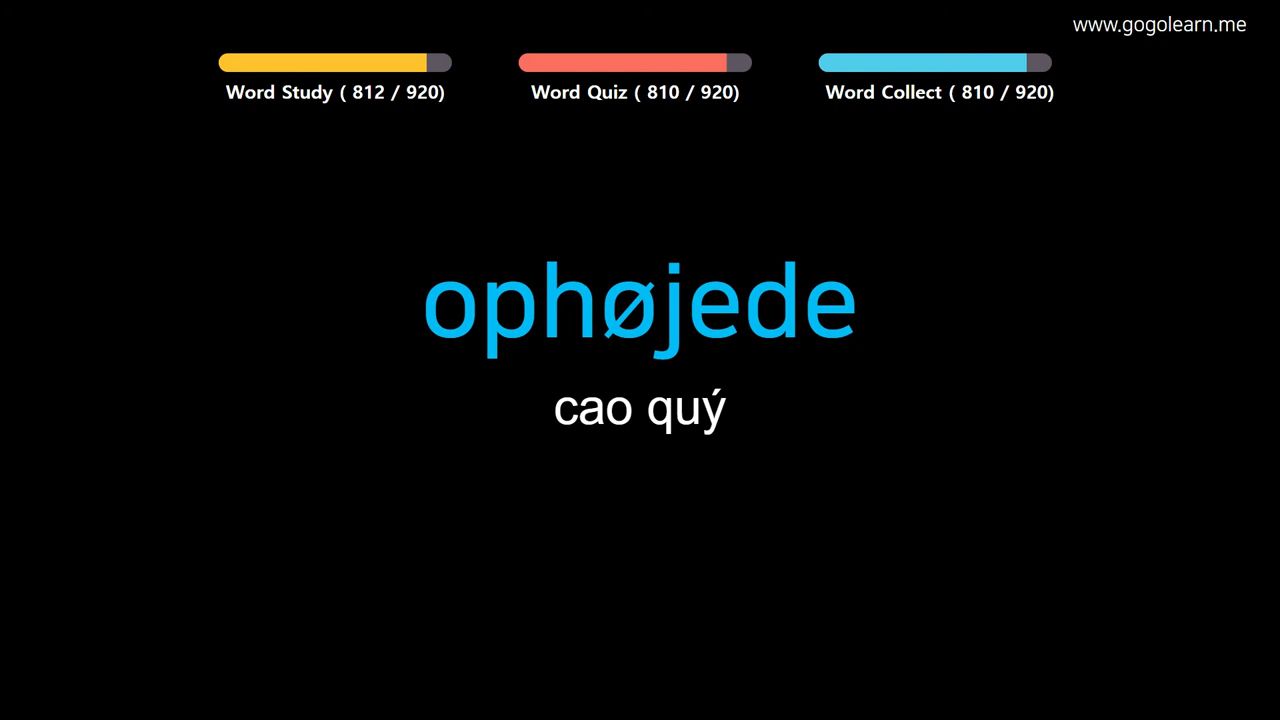 www.gogolearn.me
Word Study ( 812 / 920)
Word Quiz ( 810 / 920)
Word Collect ( 810 / 920)
ophøjede
cao quý